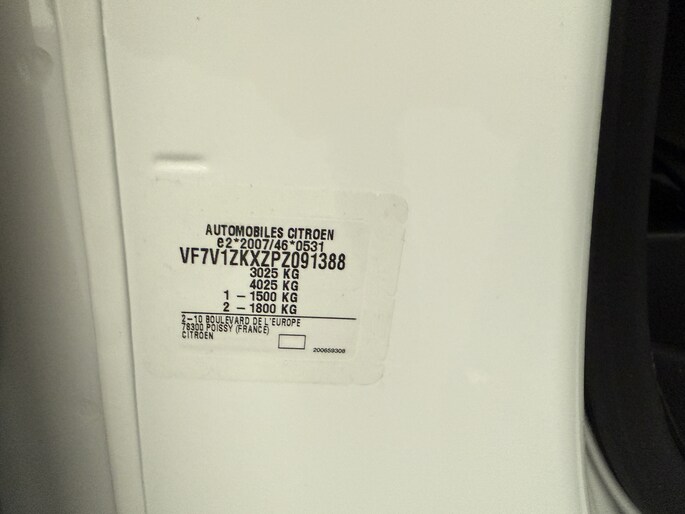 AUTOMOBILES CITROEN
e2*2007/46*0531
VF7V1ZKXZPZ091388
3025 KG
4025 KG
1 - 1500 KG
2 - 1800 KG
2-10 BOULEVARD DE L'EUROPE
78300 POISSY (FRANCE)
CITROEN
200659308